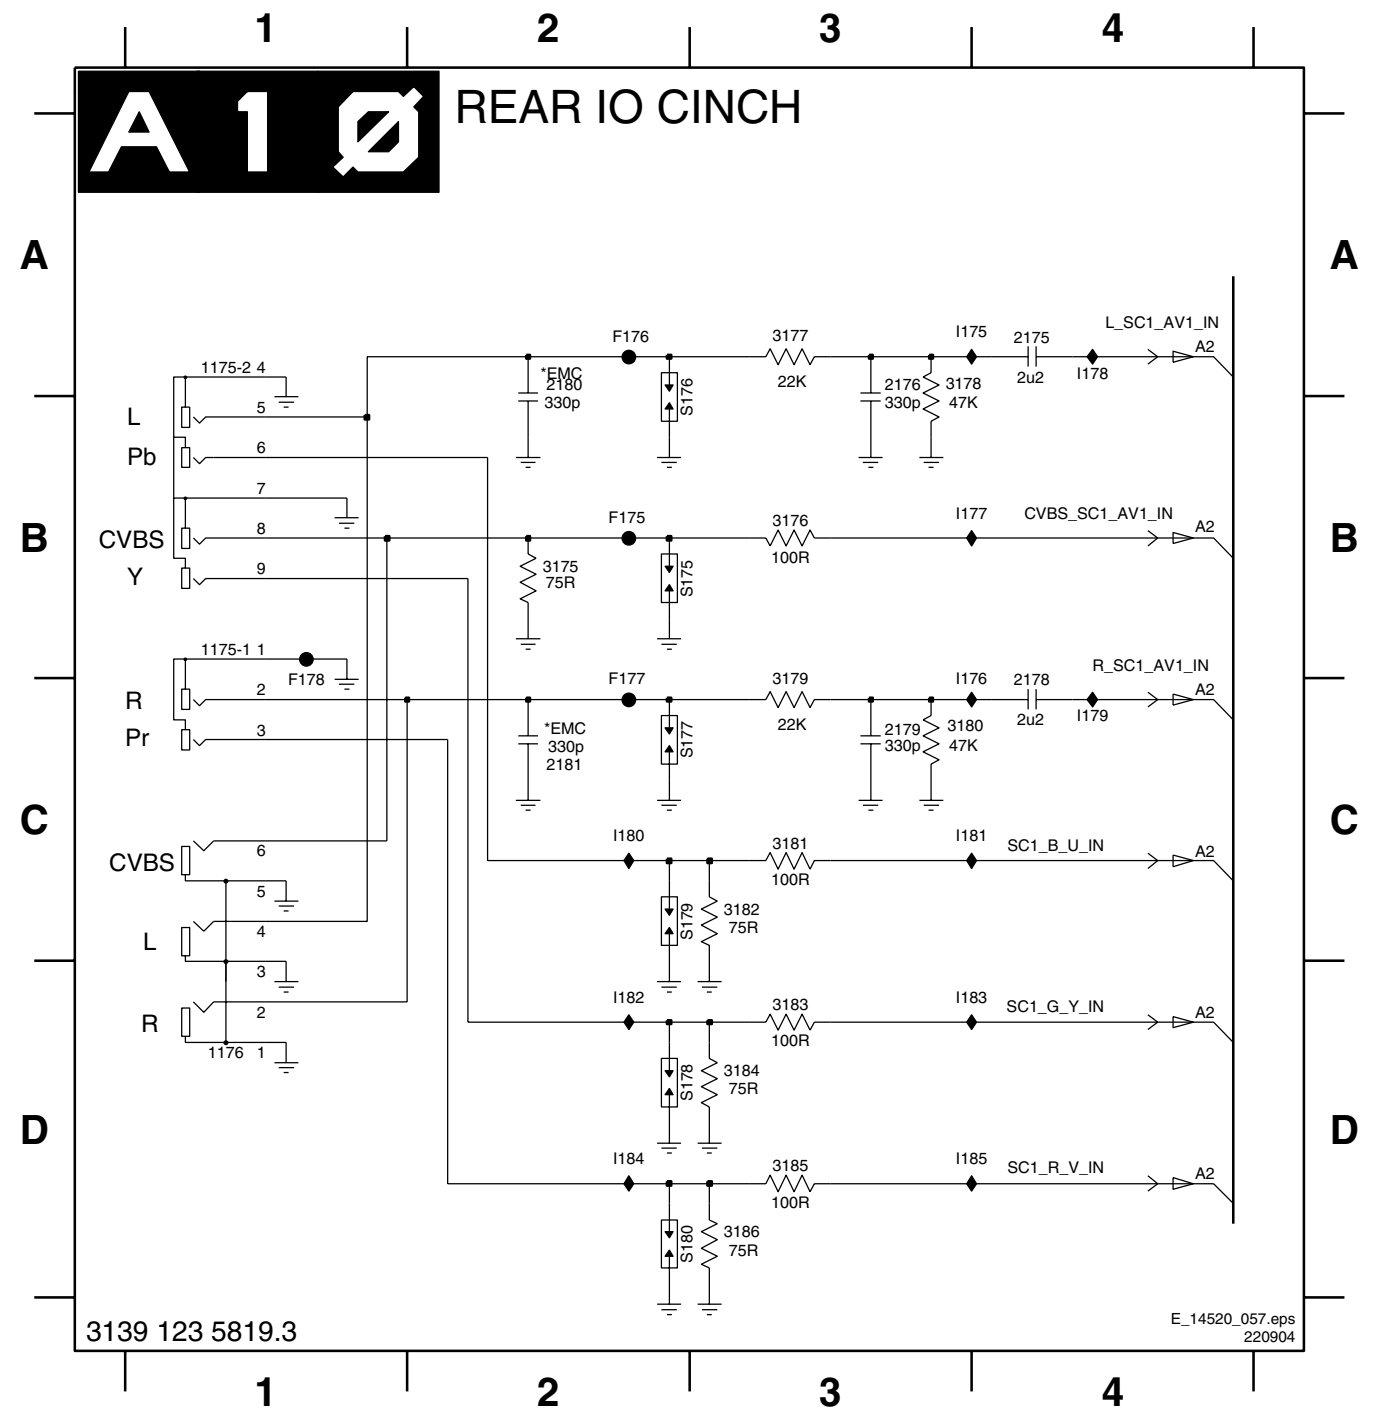 1 2 3 4
A 1 0 REAR IO CINCH
A A
L_SC1_AV1_IN
F176 3177 I175 2175 A2
1175-2 4 *EMC 2180 330p S176 22K 2176 330p 3178 47K 2u2 I178
L 5
Pb 6
7
F175 3176 I177 CVBS_SC1_AV1_IN A2
B CVBS 8 B
Y 9 3175 75R S175 100R
1175-1 1 F178 F177 3179 I176 2178 R_SC1_AV1_IN A2
R 2 22K 2u2 I179
Pr 3 *EMC 330p 2181 S177 2179 330p 3180 47K
C C
I180 3181 I181 SC1_B_U_IN A2
CVBS 6 100R
5
L 4 S179 3182 75R
3
I182 3183 I183 SC1_G_Y_IN A2
R 2 100R
1176 1 S178 3184 75R
D D
I184 3185 I185 SC1_R_V_IN A2
100R
S180 3186 75R
3139 123 5819.3 E_14520_057.eps
220904
1 2 3 4